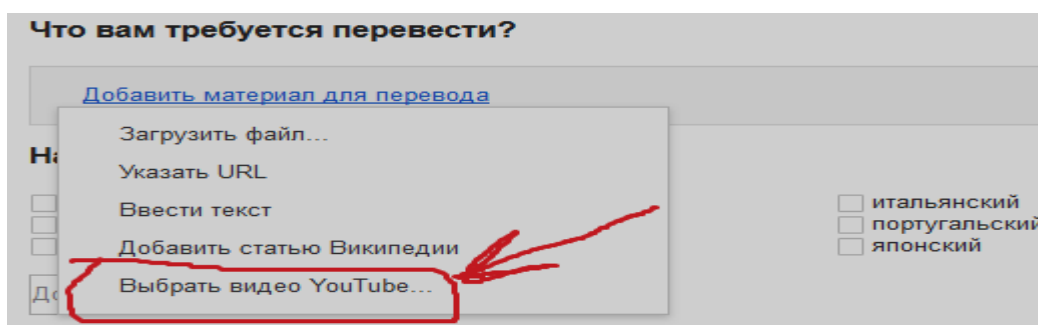 Что вам требуется перевести?
Добавить материал для перевода
Загрузить файл...
Указать URL
Ввести текст
Добавить статью Википедии
Выбрать видео YouTube...
итальянский
португальский
японский